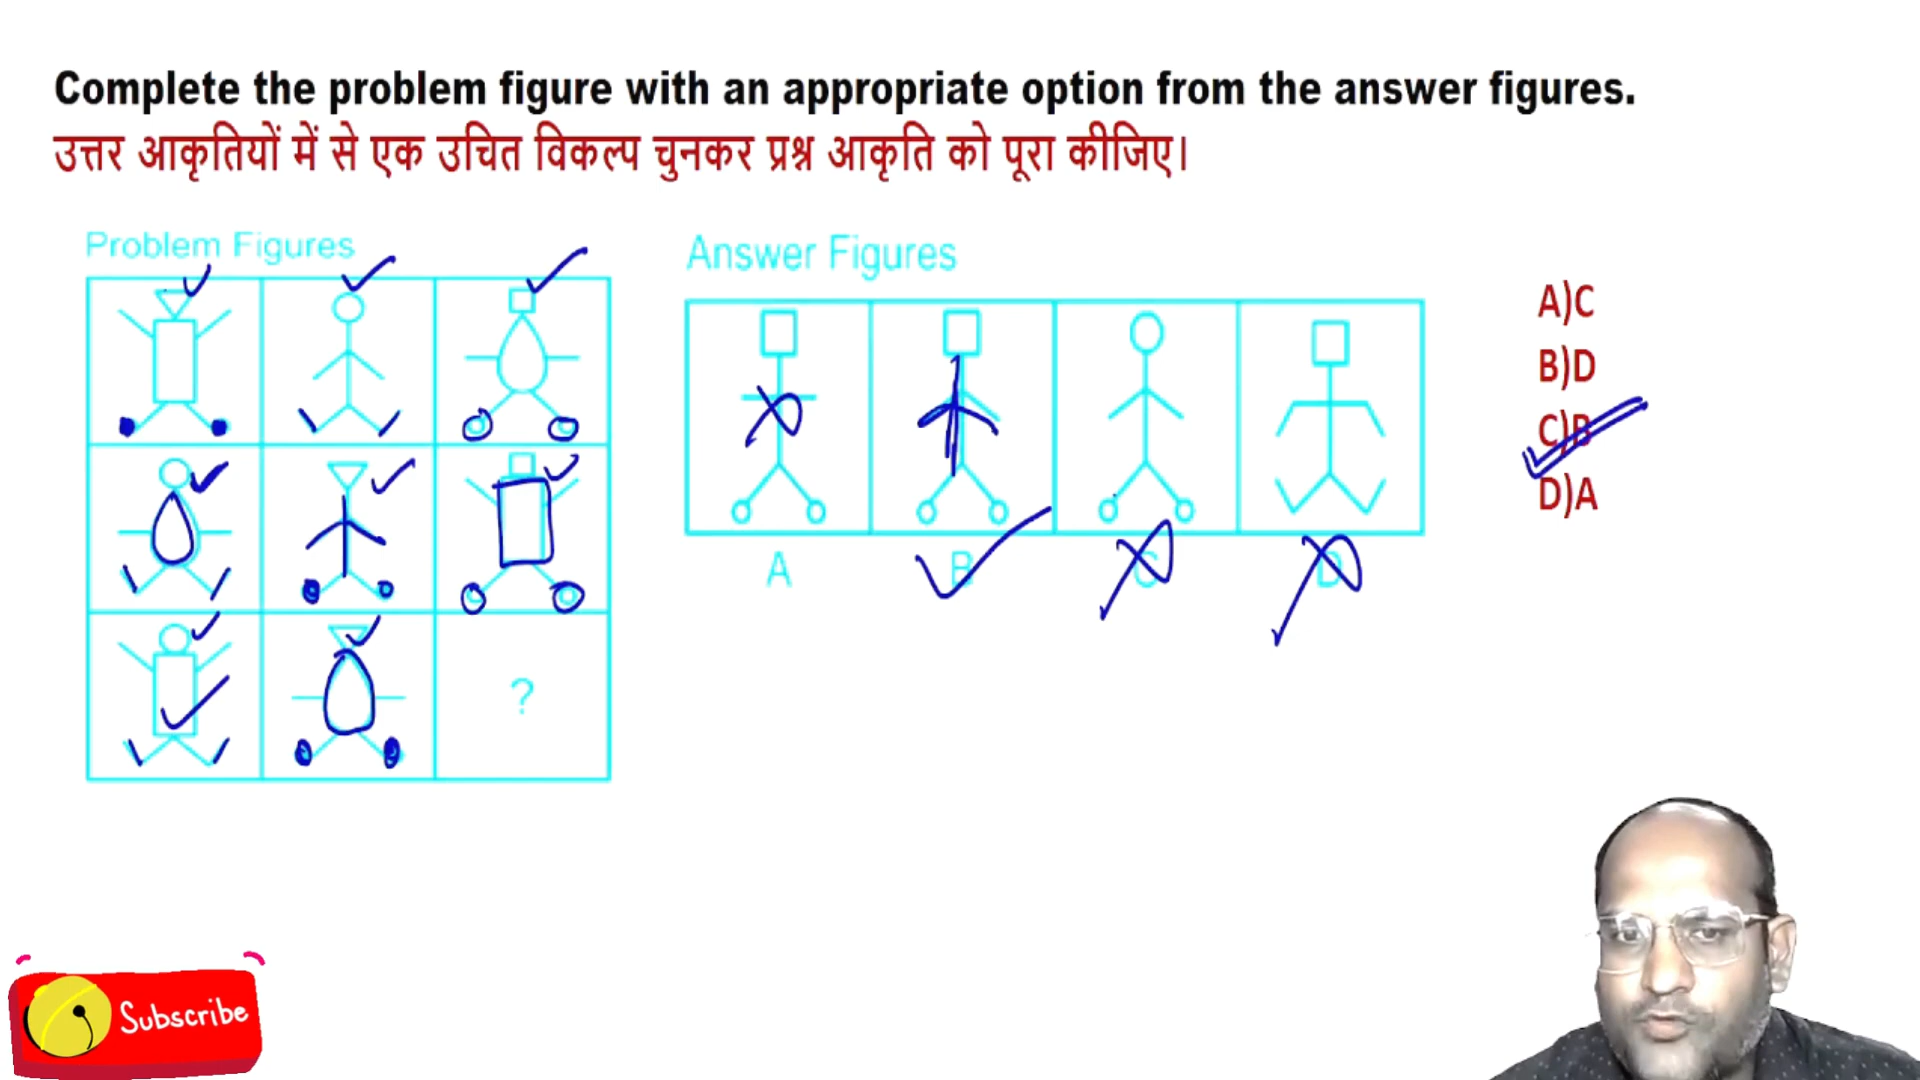 Complete the problem figure with an appropriate option from the answer figures.
उत्तर आकृतियों में से एक उचित विकल्प चुनकर प्रश्न आकृति को पूरा कीजिए।
Problem Figures
?
Answer Figures
A B C D
A)C
B)D
C)B
D)A
Subscribe